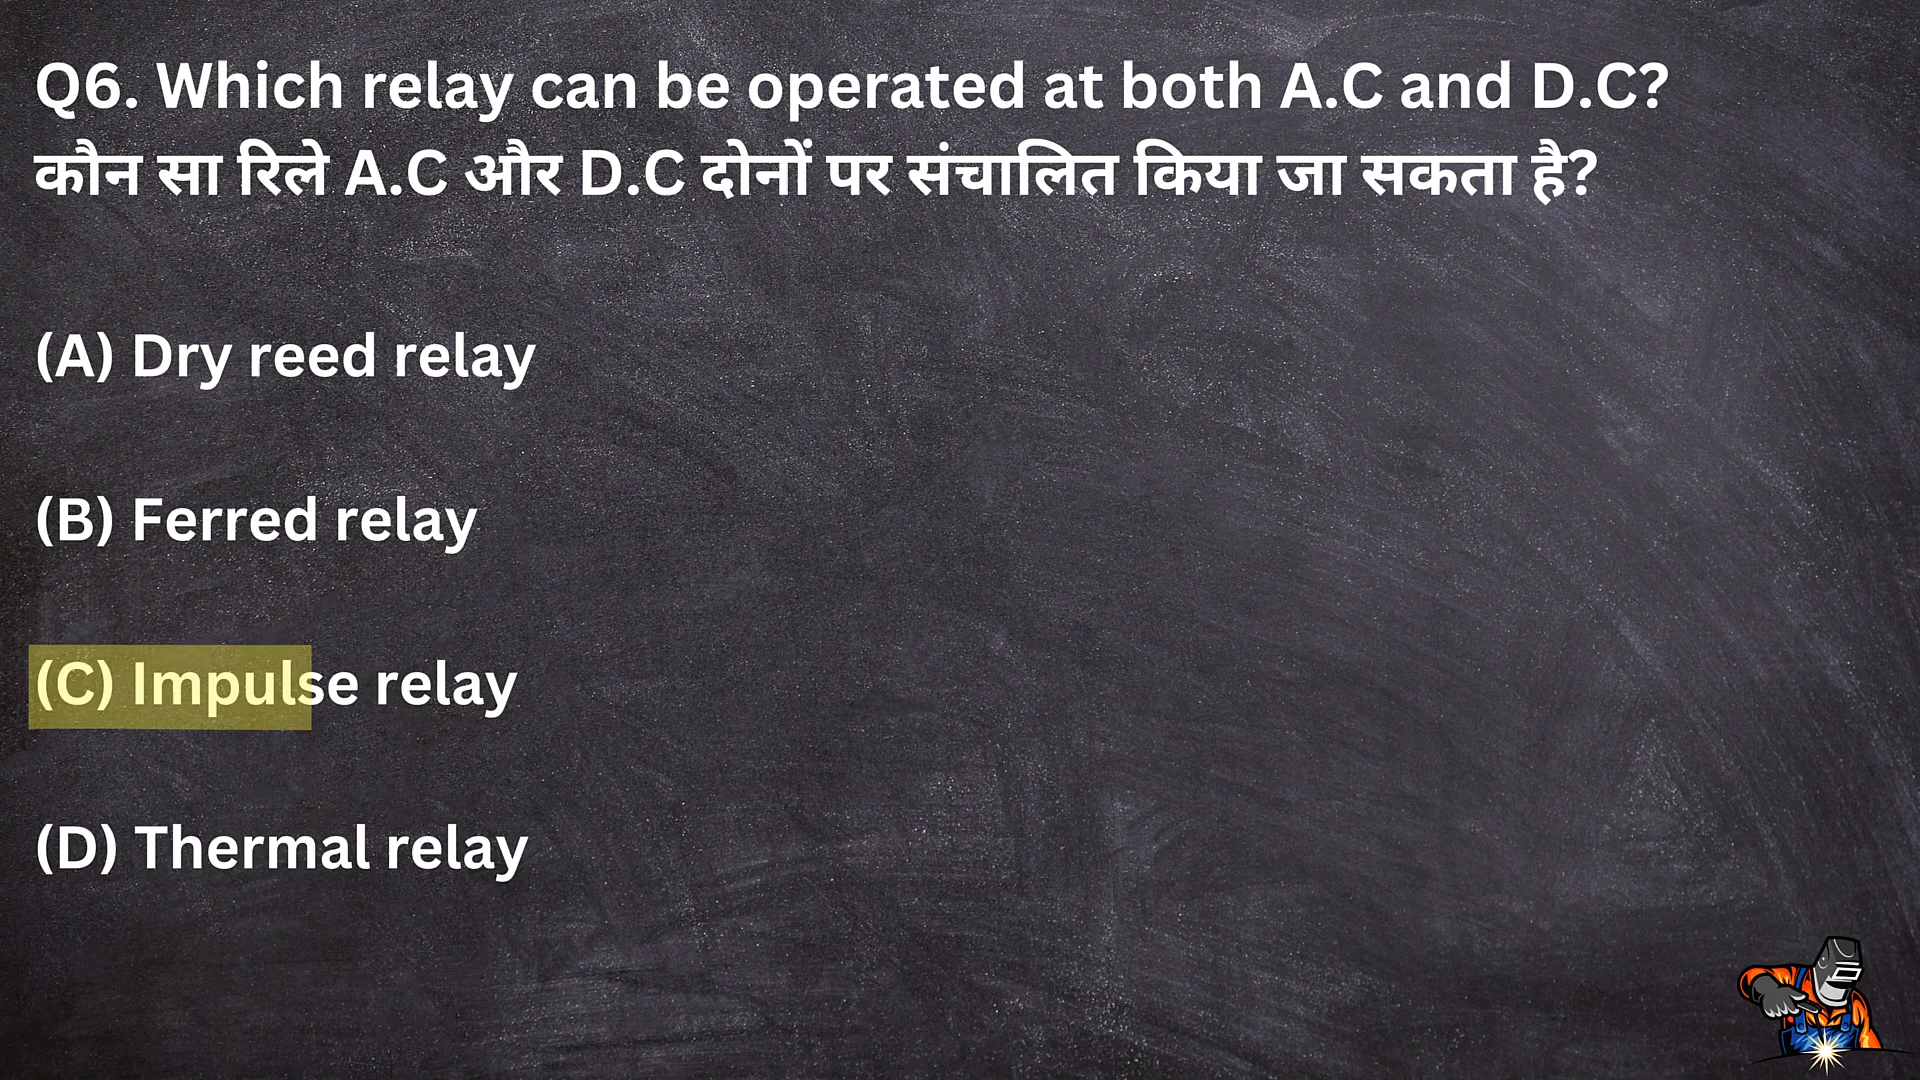 Q6. Which relay can be operated at both A.C and D.C?
कौन सा रिले A.C और D.C दोनों पर संचालित किया जा सकता है?
(A) Dry reed relay
(B) Ferred relay
(C) Impulse relay
(D) Thermal relay